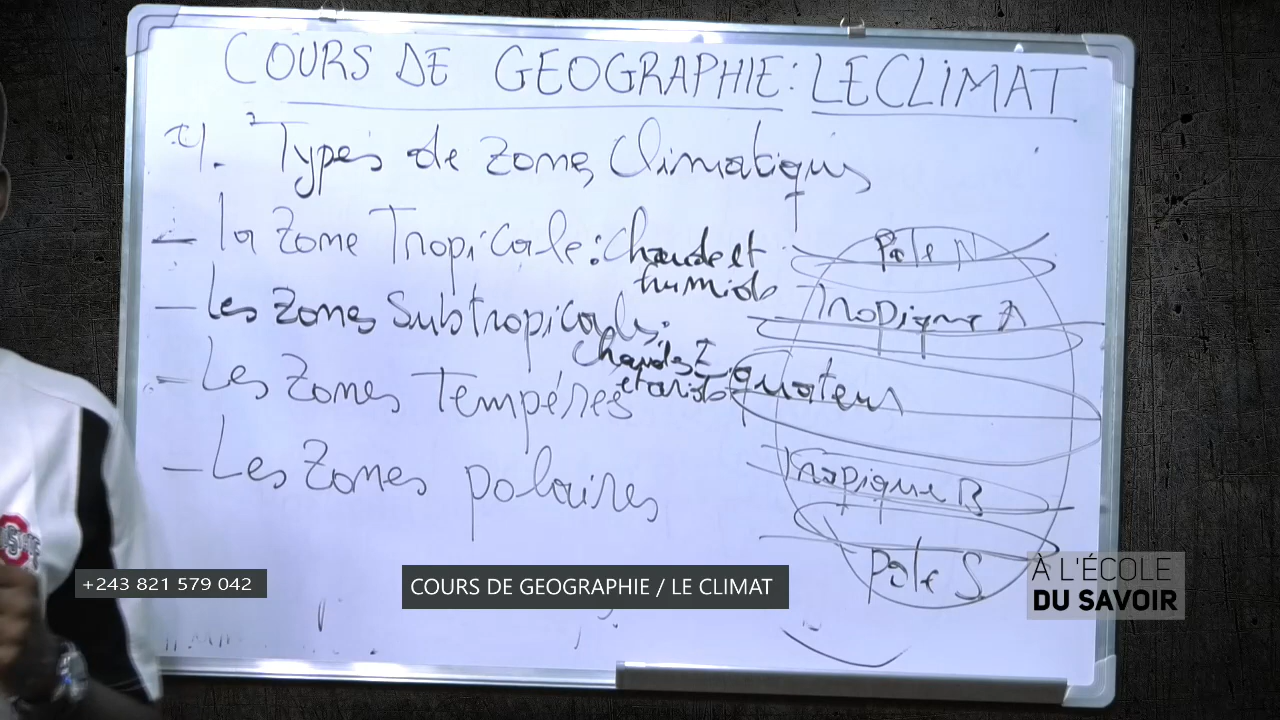 COURS DE GEOGRAPHIE: LE CLIMAT
Types de Zones Climatiques
- la Zone Tropicale: chaude et
humide
- Les Zones Subtropicales:
chaudes
et arides
- Les Zones Tempérées
- Les Zones polaires
Pole N
Tropique A
Equateur
Tropique B
Pole S
+243 821 579 042
COURS DE GEOGRAPHIE / LE CLIMAT
À L'ÉCOLE
DU SAVOIR